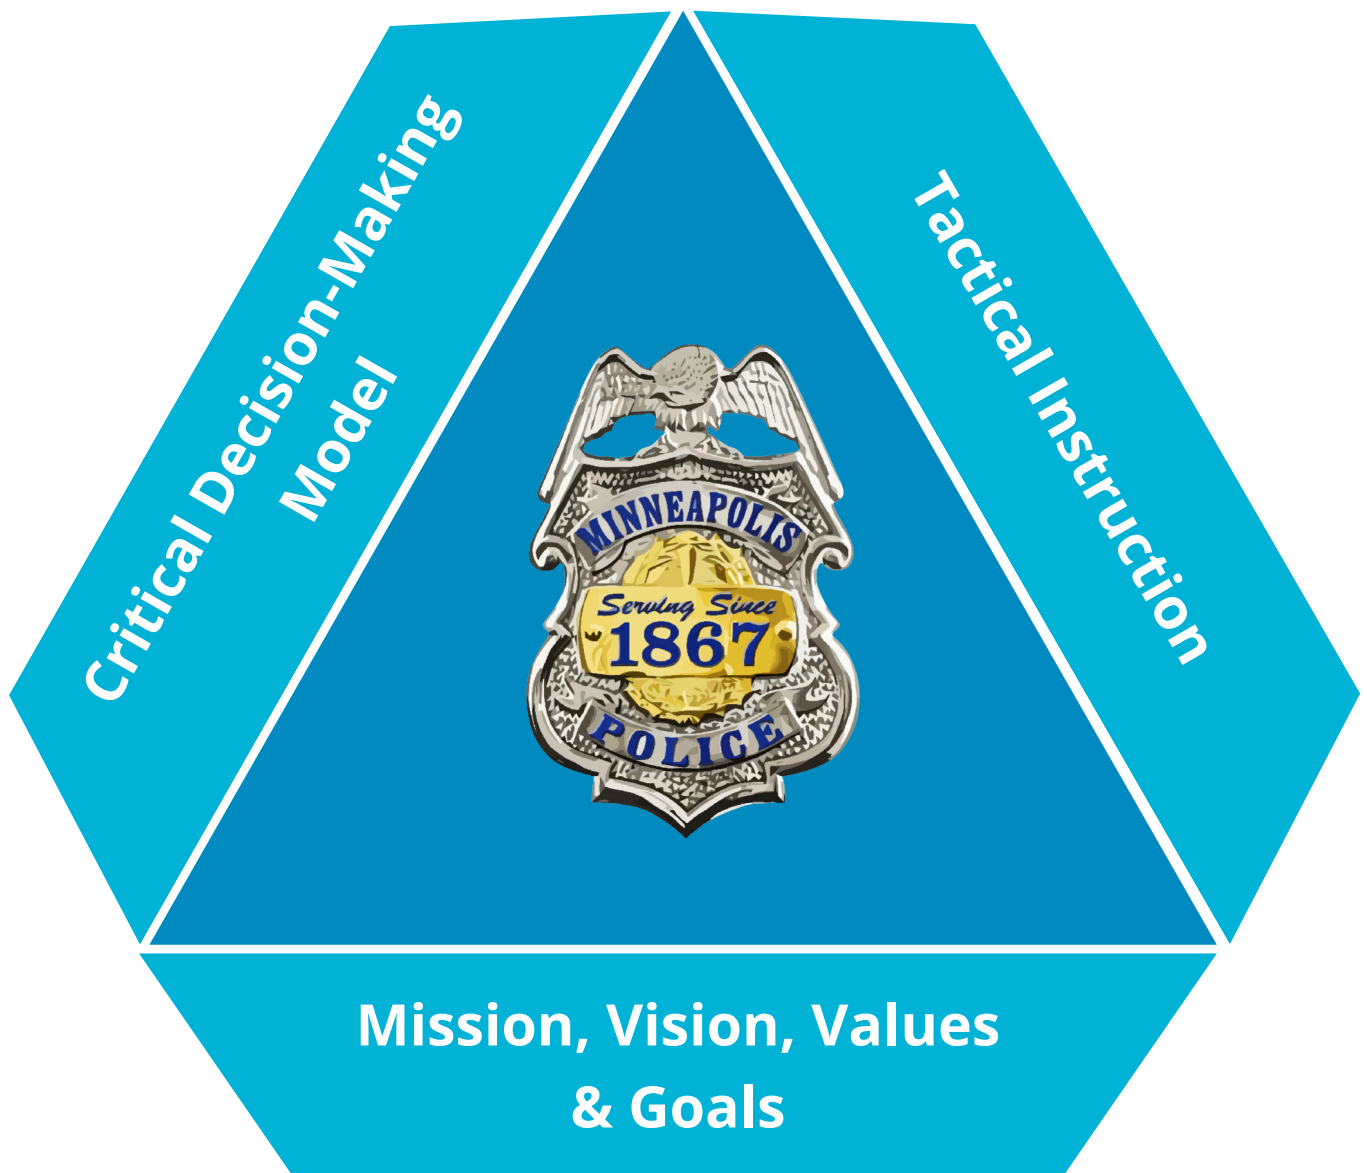 Critical Decision-Making
Model
Tactical Instruction
MINNEAPOLIS
Serving Since
1867
POLICE
Mission, Vision, Values
& Goals